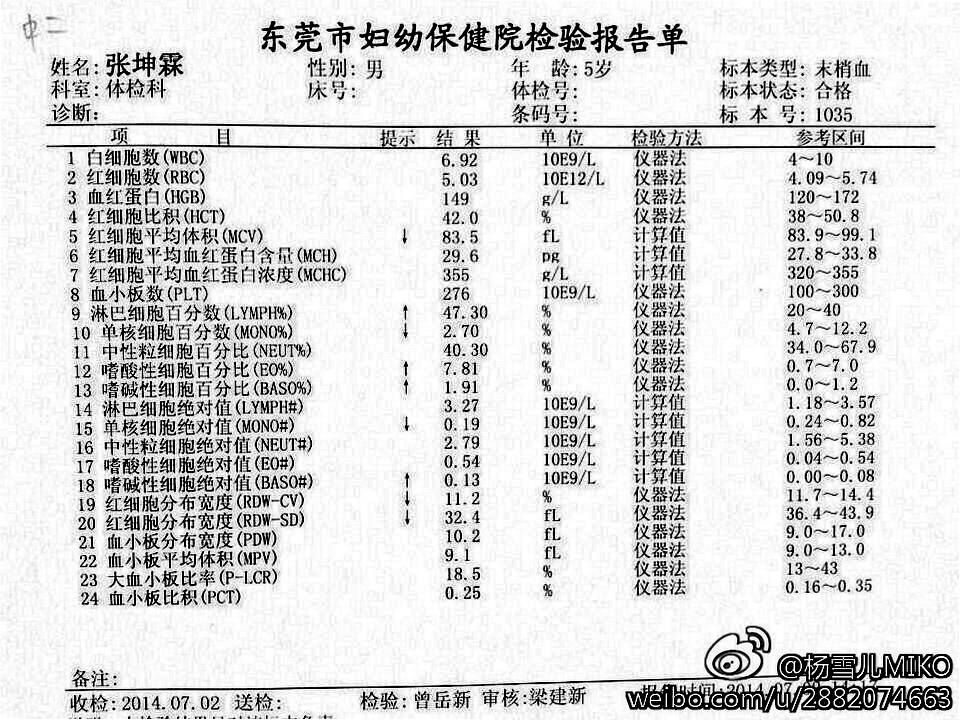 中二
东莞市妇幼保健院检验报告单
姓名: 张坤霖 性别: 男 年 龄: 5岁 标本类型: 末梢血
科室: 体检科 床号: 体检号: 标本状态: 合格
诊断: 条码号: 标 本 号: 1035
项 目 提示 结 果 单 位 检验方法 参考区间
1 白细胞数(WBC) 6.92 10E9/L 仪器法 4～10
2 红细胞数(RBC) 5.03 10E12/L 仪器法 4.09～5.74
3 血红蛋白(HGB) 149 g/L 仪器法 120～172
4 红细胞比积(HCT) 42.0 % 仪器法 38～50.8
5 红细胞平均体积(MCV) ↓ 83.5 fL 计算值 83.9～99.1
6 红细胞平均血红蛋白含量(MCH) 29.6 pg 计算值 27.8～33.8
7 红细胞平均血红蛋白浓度(MCHC) 355 g/L 计算值 320～355
8 血小板数(PLT) 276 10E9/L 仪器法 100～300
9 淋巴细胞百分数(LYMPH%) ↑ 47.30 % 仪器法 20～40
10 单核细胞百分数(MONO%) ↓ 2.70 % 仪器法 4.7～12.2
11 中性粒细胞百分比(NEUT%) 40.30 % 仪器法 34.0～67.9
12 嗜酸性细胞百分比(EO%) ↑ 7.81 % 仪器法 0.7～7.0
13 嗜碱性细胞百分比(BASO%) ↑ 1.91 % 仪器法 0.0～1.2
14 淋巴细胞绝对值(LYMPH#) 3.27 10E9/L 计算值 1.18～3.57
15 单核细胞绝对值(MONO#) ↓ 0.19 10E9/L 计算值 0.24～0.82
16 中性粒细胞绝对值(NEUT#) 2.79 10E9/L 计算值 1.56～5.38
17 嗜酸性细胞绝对值(EO#) 0.54 10E9/L 计算值 0.04～0.54
18 嗜碱性细胞绝对值(BASO#) ↑ 0.13 10E9/L 计算值 0.00～0.08
19 红细胞分布宽度(RDW-CV) ↓ 11.2 % 仪器法 11.7～14.4
20 红细胞分布宽度(RDW-SD) ↓ 32.4 fL 仪器法 36.4～43.9
21 血小板分布宽度(PDW) 10.2 fL 仪器法 9.0～17.0
22 血小板平均体积(MPV) 9.1 fL 仪器法 9.0～13.0
23 大血小板比率(P-LCR) 18.5 % 仪器法 13～43
24 血小板比积(PCT) 0.25 % 仪器法 0.16～0.35
备注:
收检: 2014.07.02 送检: 检验: 曾岳新 审核: 梁建新
@杨雪儿MIKO
weibo.com/u/2882074663